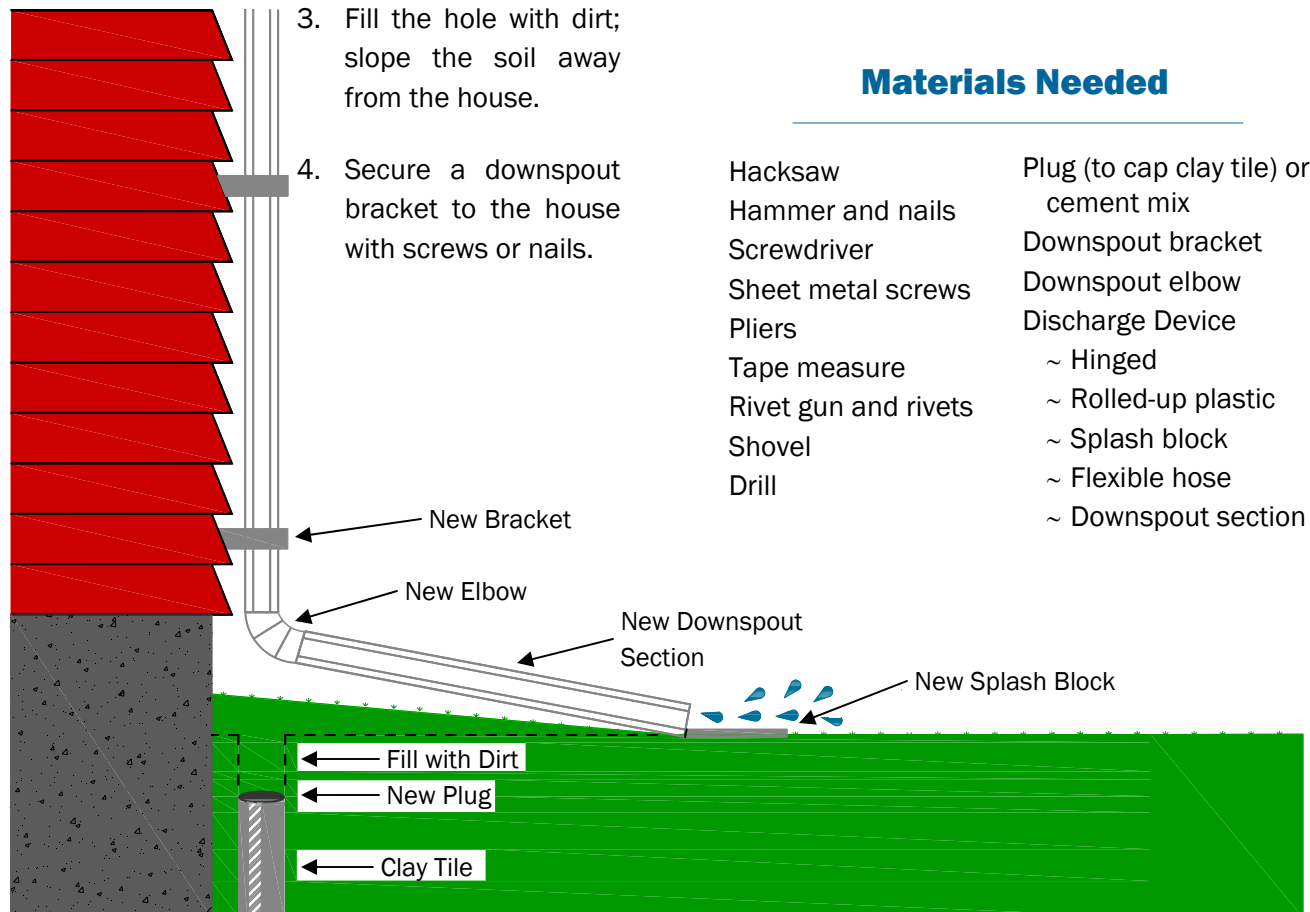 3. Fill the hole with dirt;
slope the soil away
from the house.
4. Secure a downspout
bracket to the house
with screws or nails.
Materials Needed
Hacksaw
Hammer and nails
Screwdriver
Sheet metal screws
Pliers
Tape measure
Rivet gun and rivets
Shovel
Drill
Plug (to cap clay tile) or
cement mix
Downspout bracket
Downspout elbow
Discharge Device
~ Hinged
~ Rolled-up plastic
~ Splash block
~ Flexible hose
~ Downspout section
New Bracket
New Elbow
New Downspout
Section
New Splash Block
Fill with Dirt
New Plug
Clay Tile